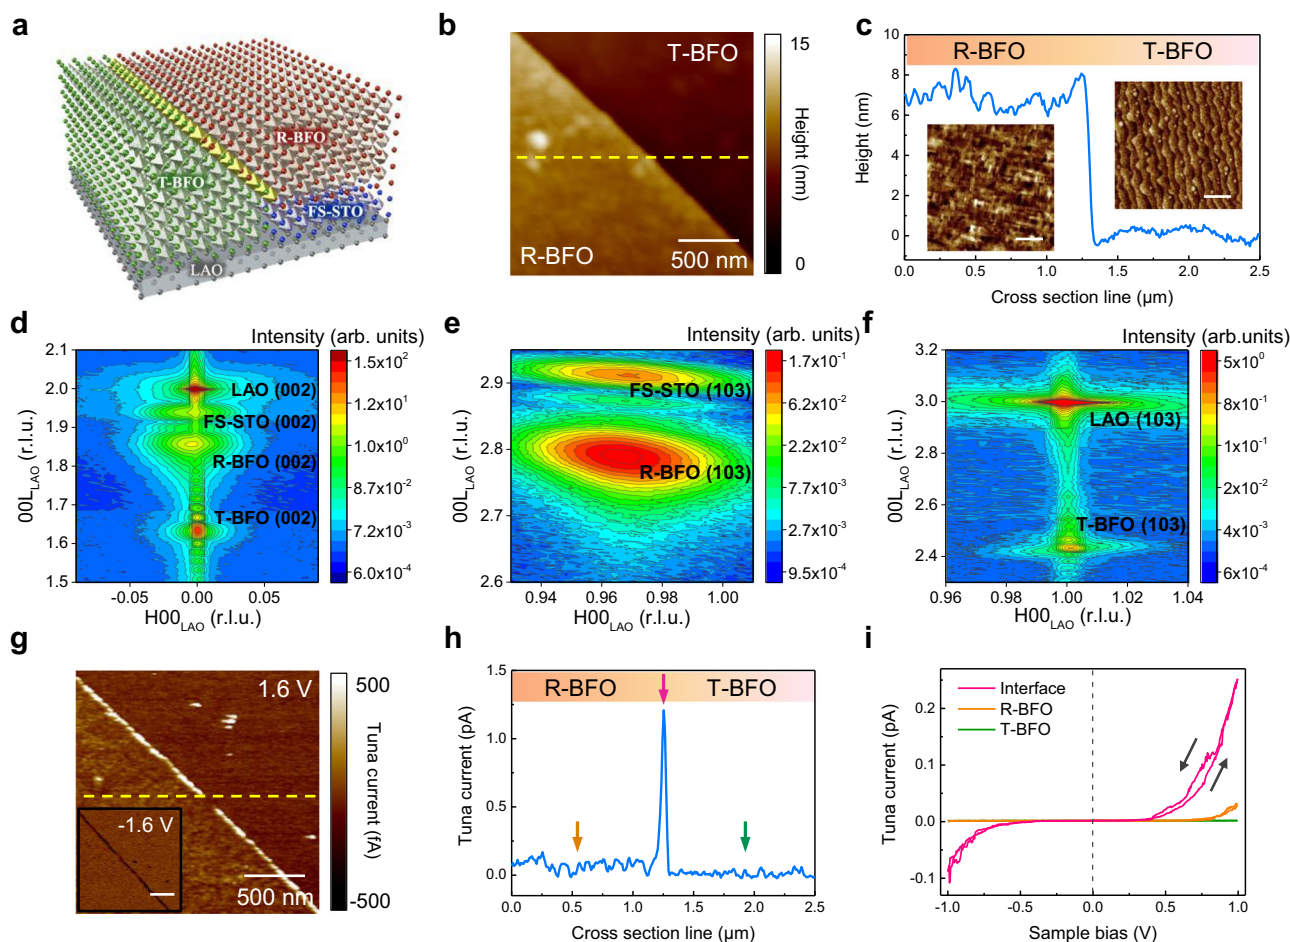 a
R-BFO
T-BFO
FS-STO
LAO
b
T-BFO
R-BFO
500 nm
15
Height (nm)
0
c
R-BFO T-BFO
10
8
6
4
2
0
Height (nm)
0.0 0.5 1.0 1.5 2.0 2.5
Cross section line (µm)
d
Intensity (arb. units)
2.1
2.0
1.9
1.8
1.7
1.6
1.5
00L_LAO (r.l.u.)
LAO (002)
FS-STO (002)
R-BFO (002)
T-BFO (002)
-0.05 0.00 0.05
H00_LAO (r.l.u.)
1.5x10²
1.2x10¹
1.0x10⁰
8.7x10⁻²
7.2x10⁻³
6.0x10⁻⁴
e
Intensity (arb. units)
2.9
2.8
2.7
2.6
00L_LAO (r.l.u.)
FS-STO (103)
R-BFO (103)
0.94 0.96 0.98 1.00
H00_LAO (r.l.u.)
1.7x10⁻¹
6.2x10⁻²
2.2x10⁻²
7.7x10⁻³
2.7x10⁻³
9.5x10⁻⁴
f
Intensity (arb.units)
3.2
3.0
2.8
2.6
2.4
00L_LAO (r.l.u.)
LAO (103)
T-BFO (103)
0.96 0.98 1.00 1.02 1.04
H00_LAO (r.l.u.)
5x10⁰
8x10⁻¹
1x10⁻¹
2x10⁻²
4x10⁻³
6x10⁻⁴
g
1.6 V
-1.6 V
500 nm
500
Tuna current (fA)
-500
h
R-BFO T-BFO
1.5
1.0
0.5
0.0
Tuna current (pA)
0.0 0.5 1.0 1.5 2.0 2.5
Cross section line (µm)
i
Interface
R-BFO
T-BFO
0.2
0.1
0.0
-0.1
Tuna current (pA)
-1.0 -0.5 0.0 0.5 1.0
Sample bias (V)